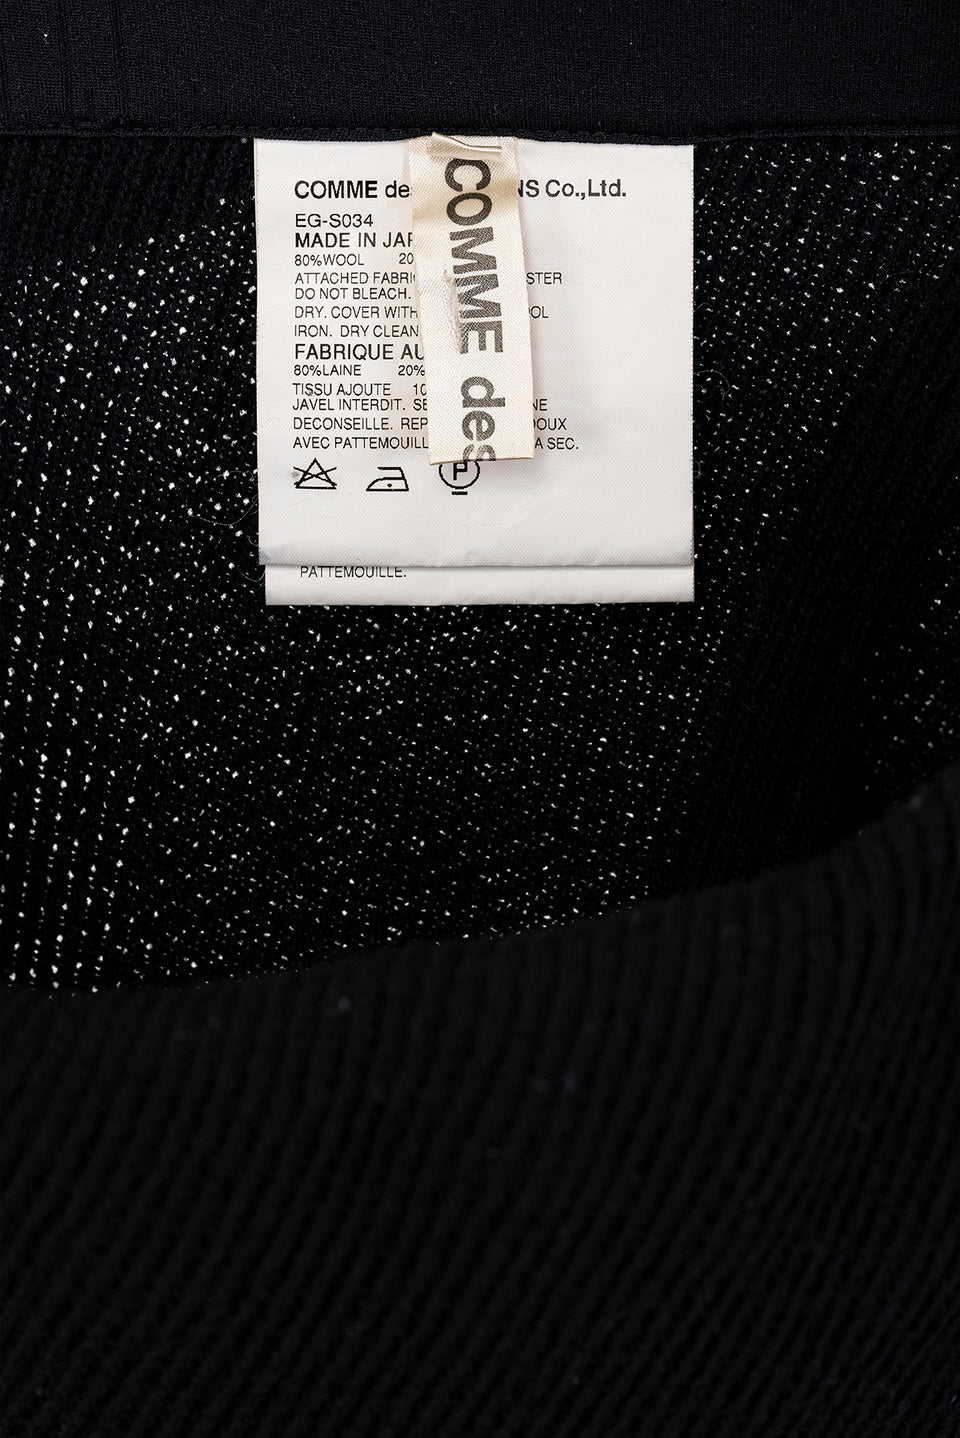 COMME des
COMME de NS Co.,Ltd.
EG-S034
MADE IN JAP
80%WOOL 20
ATTACHED FABRIC STER
DO NOT BLEACH.
DRY. COVER WITH OL
IRON. DRY CLEAN
FABRIQUE AU
80%LAINE 20%
TISSU AJOUTE 10
JAVEL INTERDIT. SE NE
DECONSEILLE. REP DOUX
AVEC PATTEMOUILL A SEC.
P
PATTEMOUILLE.